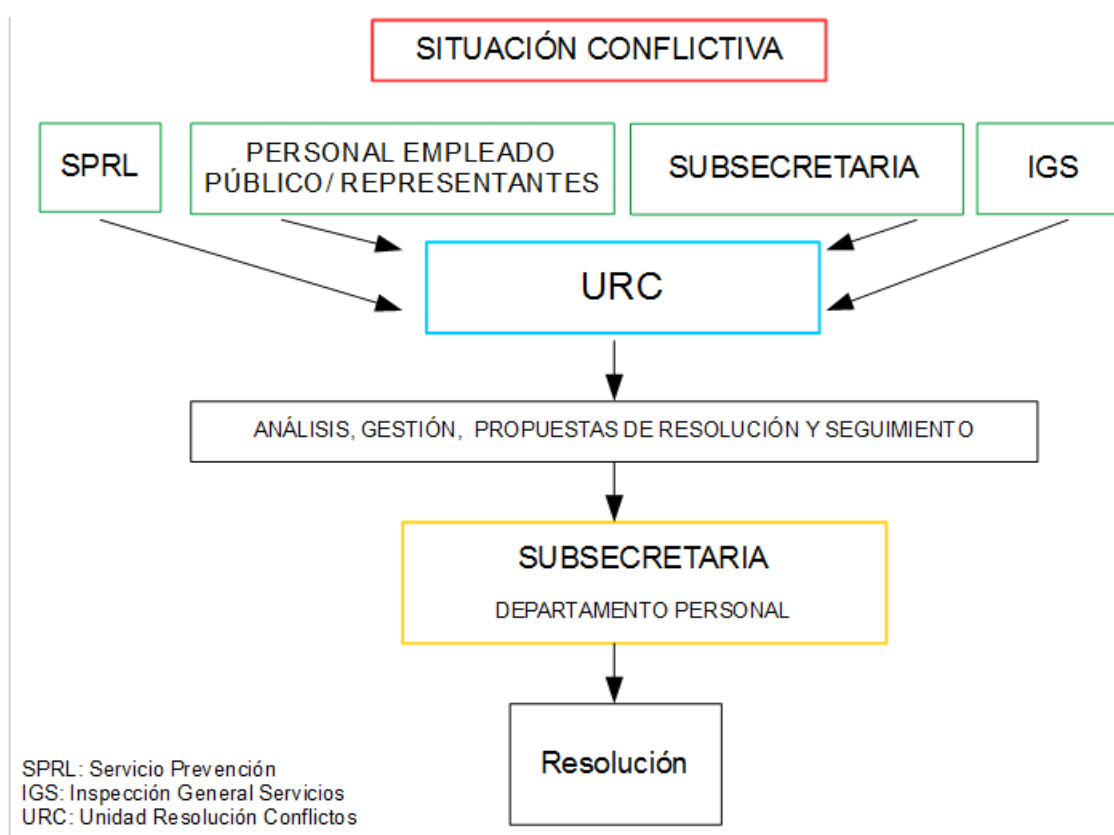 SITUACIÓN CONFLICTIVA
SPRL
PERSONAL EMPLEADO
PÚBLICO/ REPRESENTANTES
SUBSECRETARIA
IGS
URC
ANÁLISIS, GESTIÓN, PROPUESTAS DE RESOLUCIÓN Y SEGUIMIENTO
SUBSECRETARIA
DEPARTAMENTO PERSONAL
Resolución
SPRL: Servicio Prevención
IGS: Inspección General Servicios
URC: Unidad Resolución Conflictos